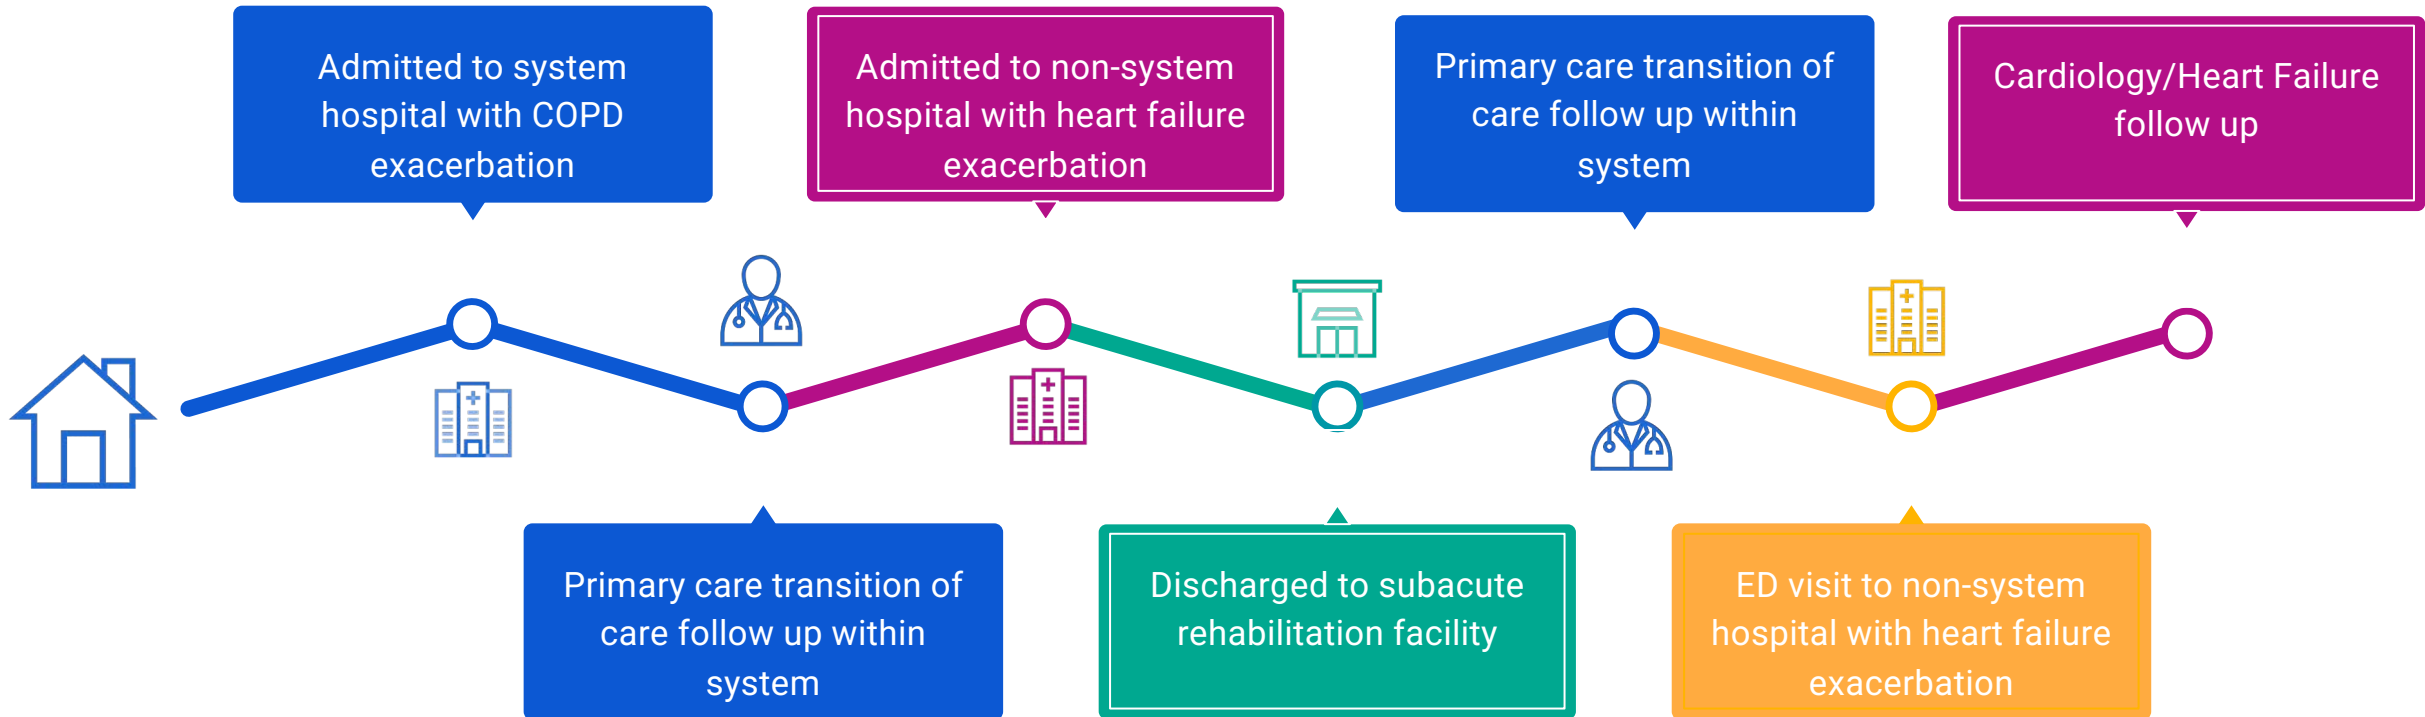 Admitted to system
hospital with COPD
exacerbation
Primary care transition of
care follow up within
system
Admitted to non-system
hospital with heart failure
exacerbation
Discharged to subacute
rehabilitation facility
Primary care transition of
care follow up within
system
ED visit to non-system
hospital with heart failure
exacerbation
Cardiology/Heart Failure
follow up